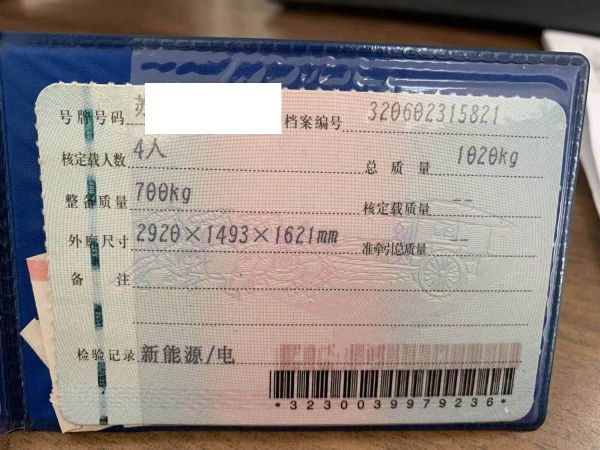 号牌号码 苏 档案编号 320602315821
核定载人数 4人 总质量 1020kg
整备质量 700kg 核定载质量 --
外廓尺寸 2920×1493×1621mm 准牵引总质量 --
备注
检验记录 新能源/电
*3230039979236*